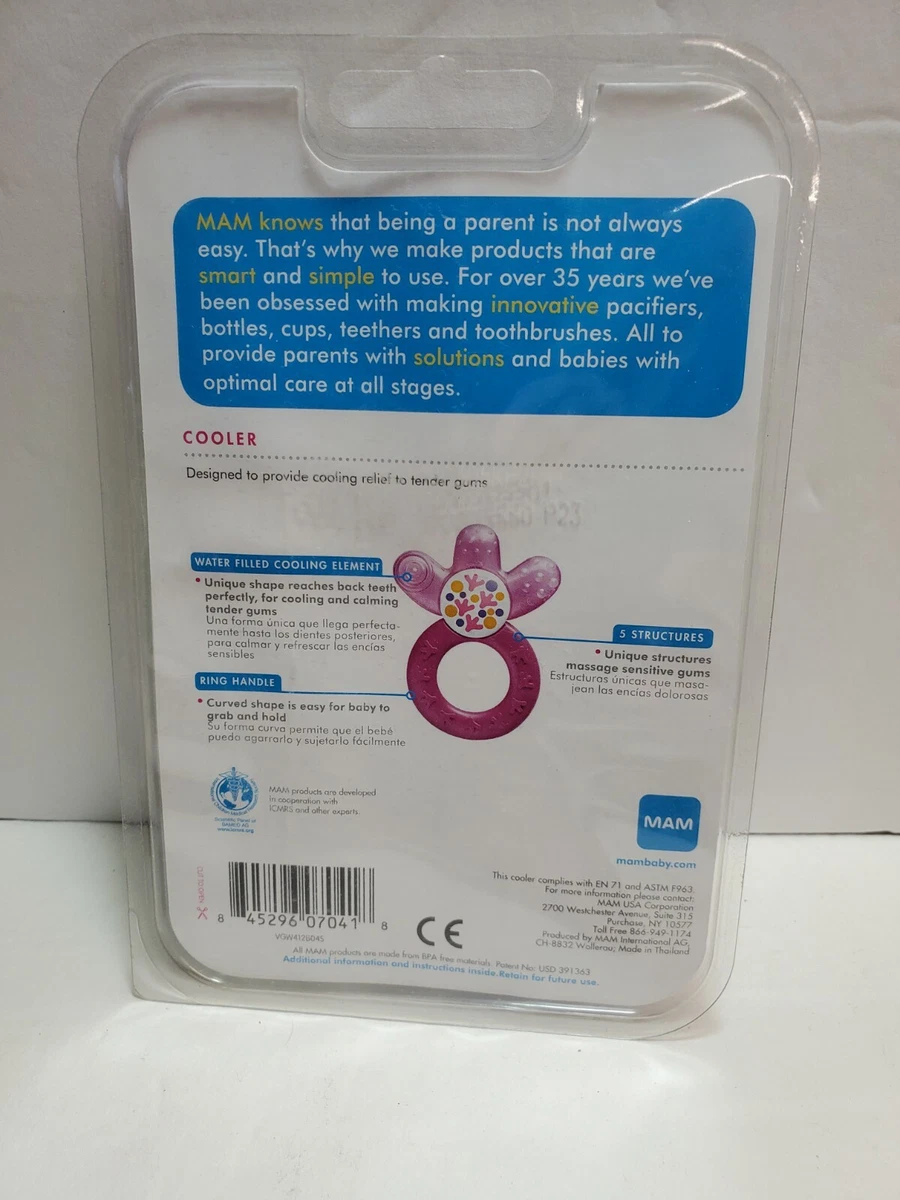 MAM knows that being a parent is not always
easy. That's why we make products that are
smart and simple to use. For over 35 years we've
been obsessed with making innovative pacifiers,
bottles, cups, teethers and toothbrushes. All to
provide parents with solutions and babies with
optimal care at all stages.
COOLER
Designed to provide cooling relief to tender gums
WATER FILLED COOLING ELEMENT
• Unique shape reaches back teeth
perfectly, for cooling and calming
tender gums
Una forma única que llega perfecta-
mente hasta los dientes posteriores,
para calmar y refrescar las encías
sensibles
5 STRUCTURES
• Unique structures
massage sensitive gums
Estructuras únicas que masa-
jean las encías dolorosas
RING HANDLE
• Curved shape is easy for baby to
grab and hold
Su forma curva permite que el bebé
puedo agarrarlo y sujetarlo fácilmente
MAM products are developed
in cooperation with
ICMRS and other experts.
www.icmrs.org
MAM
mambaby.com
8 45296 07041 8
CE
This cooler complies with EN 71 and ASTM F963.
For more information please contact:
MAM USA Corporation
2700 Westchester Avenue, Suite 315
Purchase, NY 10577
Toll Free 866-949-1174
Produced by MAM International AG,
CH-8832 Wollerau; Made in Thailand
All MAM products are made from BPA free materials. Patent No: USD 391363
Additional information and instructions inside. Retain for future use.